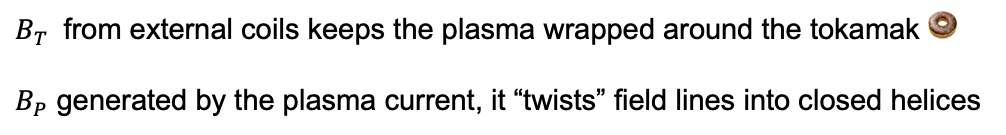 B_T from external coils keeps the plasma wrapped around the tokamak 🍩
B_P generated by the plasma current, it “twists” field lines into closed helices